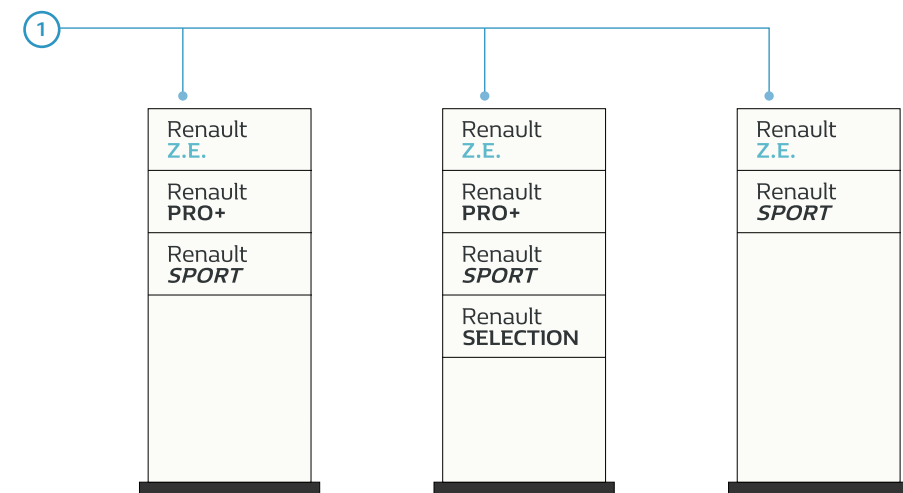 1
Renault
Z.E.
Renault
PRO+
Renault
SPORT
Renault
Z.E.
Renault
PRO+
Renault
SPORT
Renault
SELECTION
Renault
Z.E.
Renault
SPORT